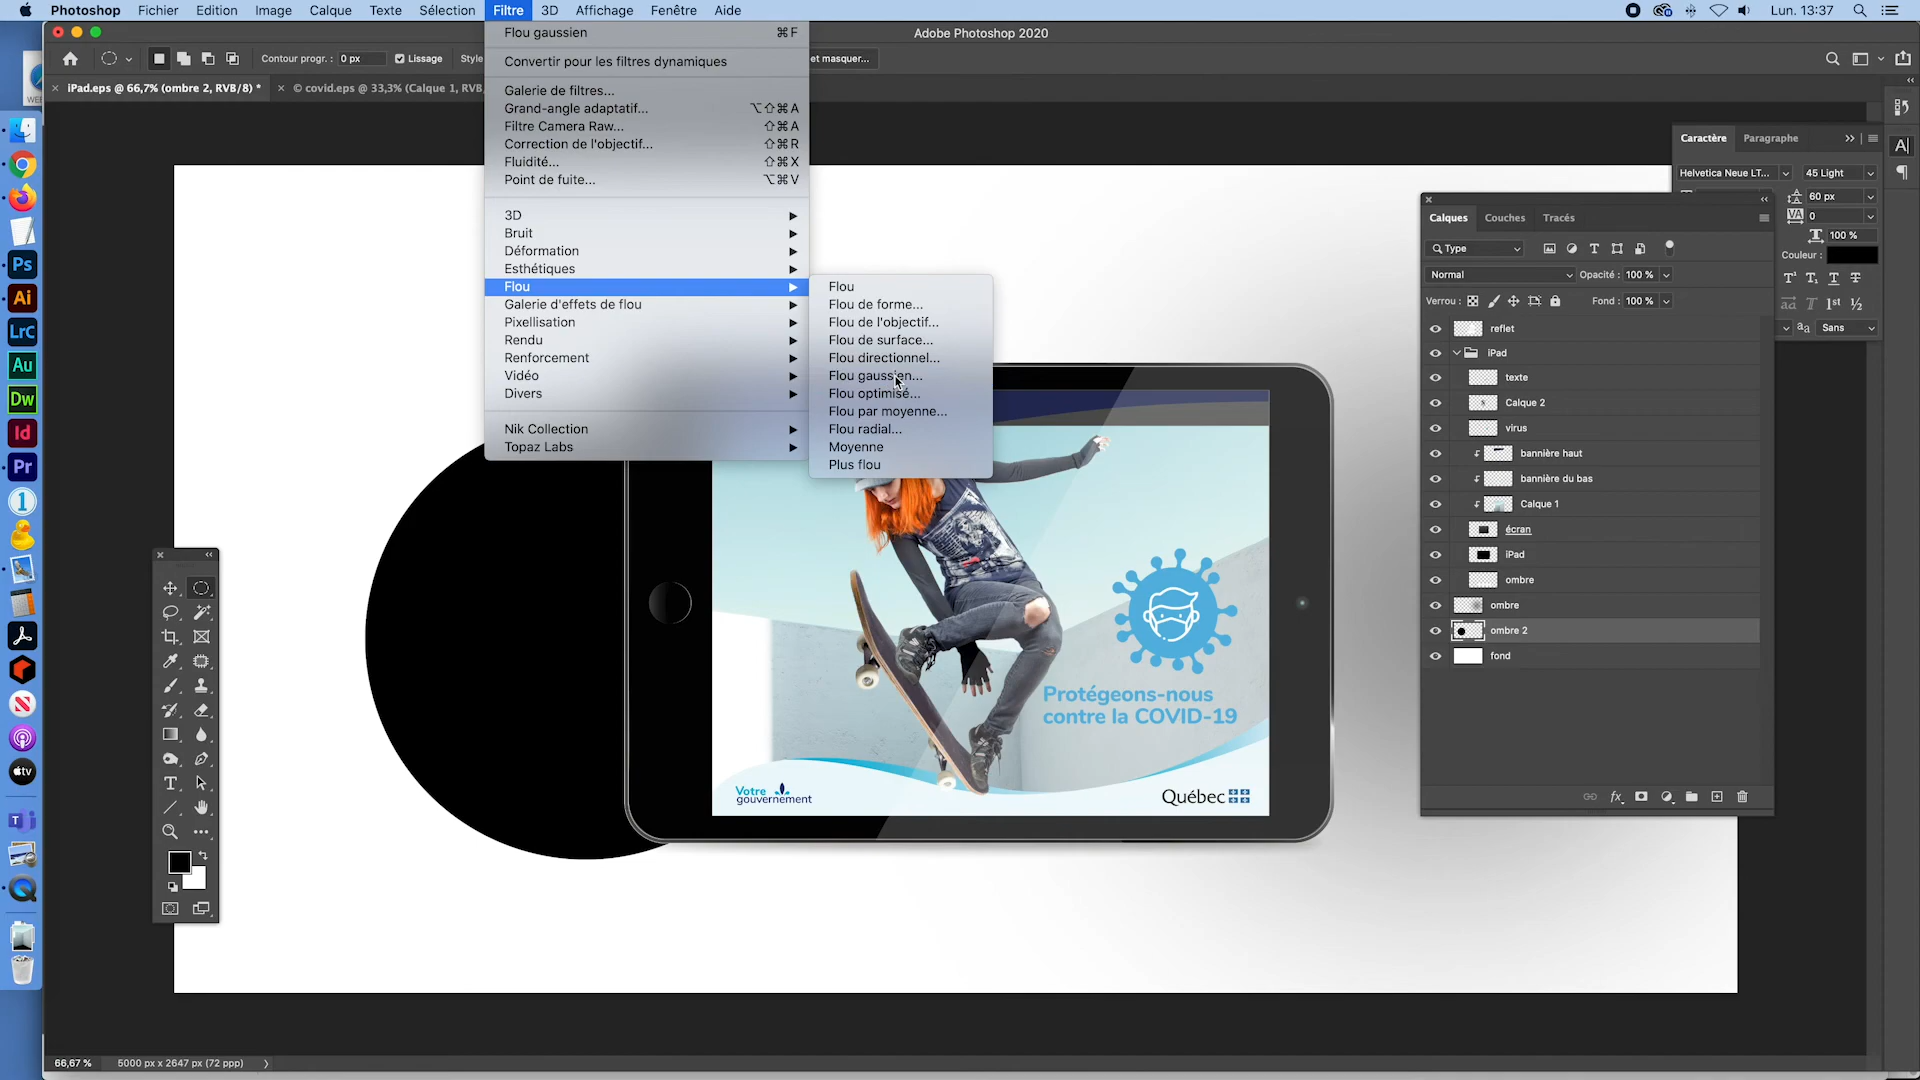 Photoshop Fichier Edition Image Calque Texte Sélection Filtre 3D Affichage Fenêtre Aide Lun. 13:37
Adobe Photoshop 2020
Contour progr. : 0 px Lissage Style et masquer...
iPad.eps @ 66,7% (ombre 2, RVB/8) * © covid.eps @ 33,3% (Calque 1, RVB
Flou gaussien ⌘F
Convertir pour les filtres dynamiques
Galerie de filtres...
Grand-angle adaptatif... ⌥⇧⌘A
Filtre Camera Raw... ⇧⌘A
Correction de l'objectif... ⇧⌘R
Fluidité... ⇧⌘X
Point de fuite... ⌥⌘V
3D
Bruit
Déformation
Esthétiques
Flou
Galerie d'effets de flou
Pixellisation
Rendu
Renforcement
Vidéo
Divers
Nik Collection
Topaz Labs
Flou
Flou de forme...
Flou de l'objectif...
Flou de surface...
Flou directionnel...
Flou gaussien...
Flou optimisé...
Flou par moyenne...
Flou radial...
Moyenne
Plus flou
Caractère Paragraphe
Helvetica Neue LT... 45 Light
60 px
0
100 %
Couleur :
Sans
Calques Couches Tracés
Type
Normal Opacité : 100 %
Verrou : Fond : 100 %
reflet
iPad
texte
Calque 2
virus
bannière haut
bannière du bas
Calque 1
écran
iPad
ombre
ombre
ombre 2
fond
Ps
Ai
LrC
Au
Dw
Id
Pr
tv
Protégeons-nous
contre la COVID-19
Votre
gouvernement
Québec
66,67 % 5000 px x 2647 px (72 ppp)